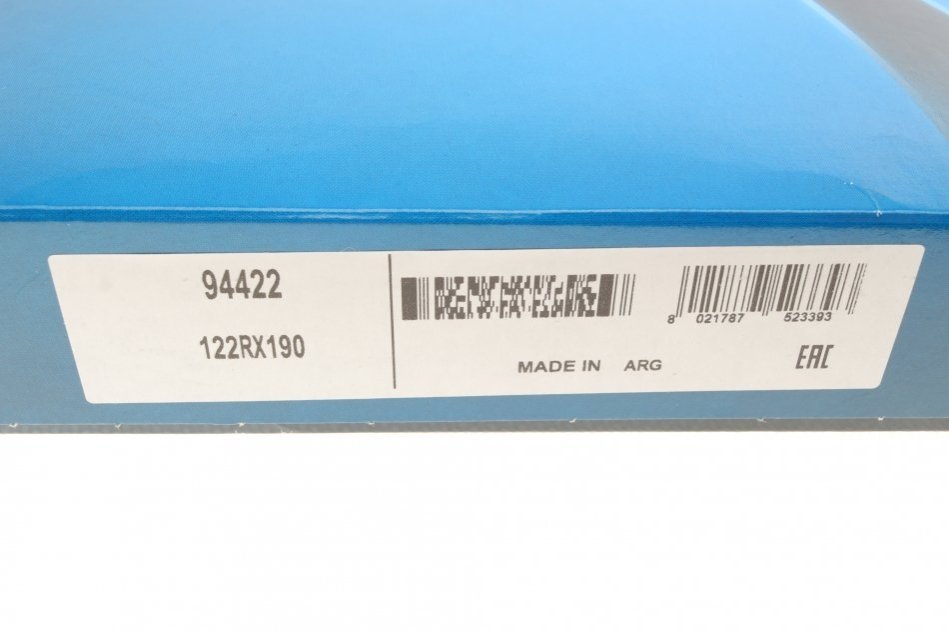 94422
122RX190
8 021787 523393
MADE IN ARG
EAC